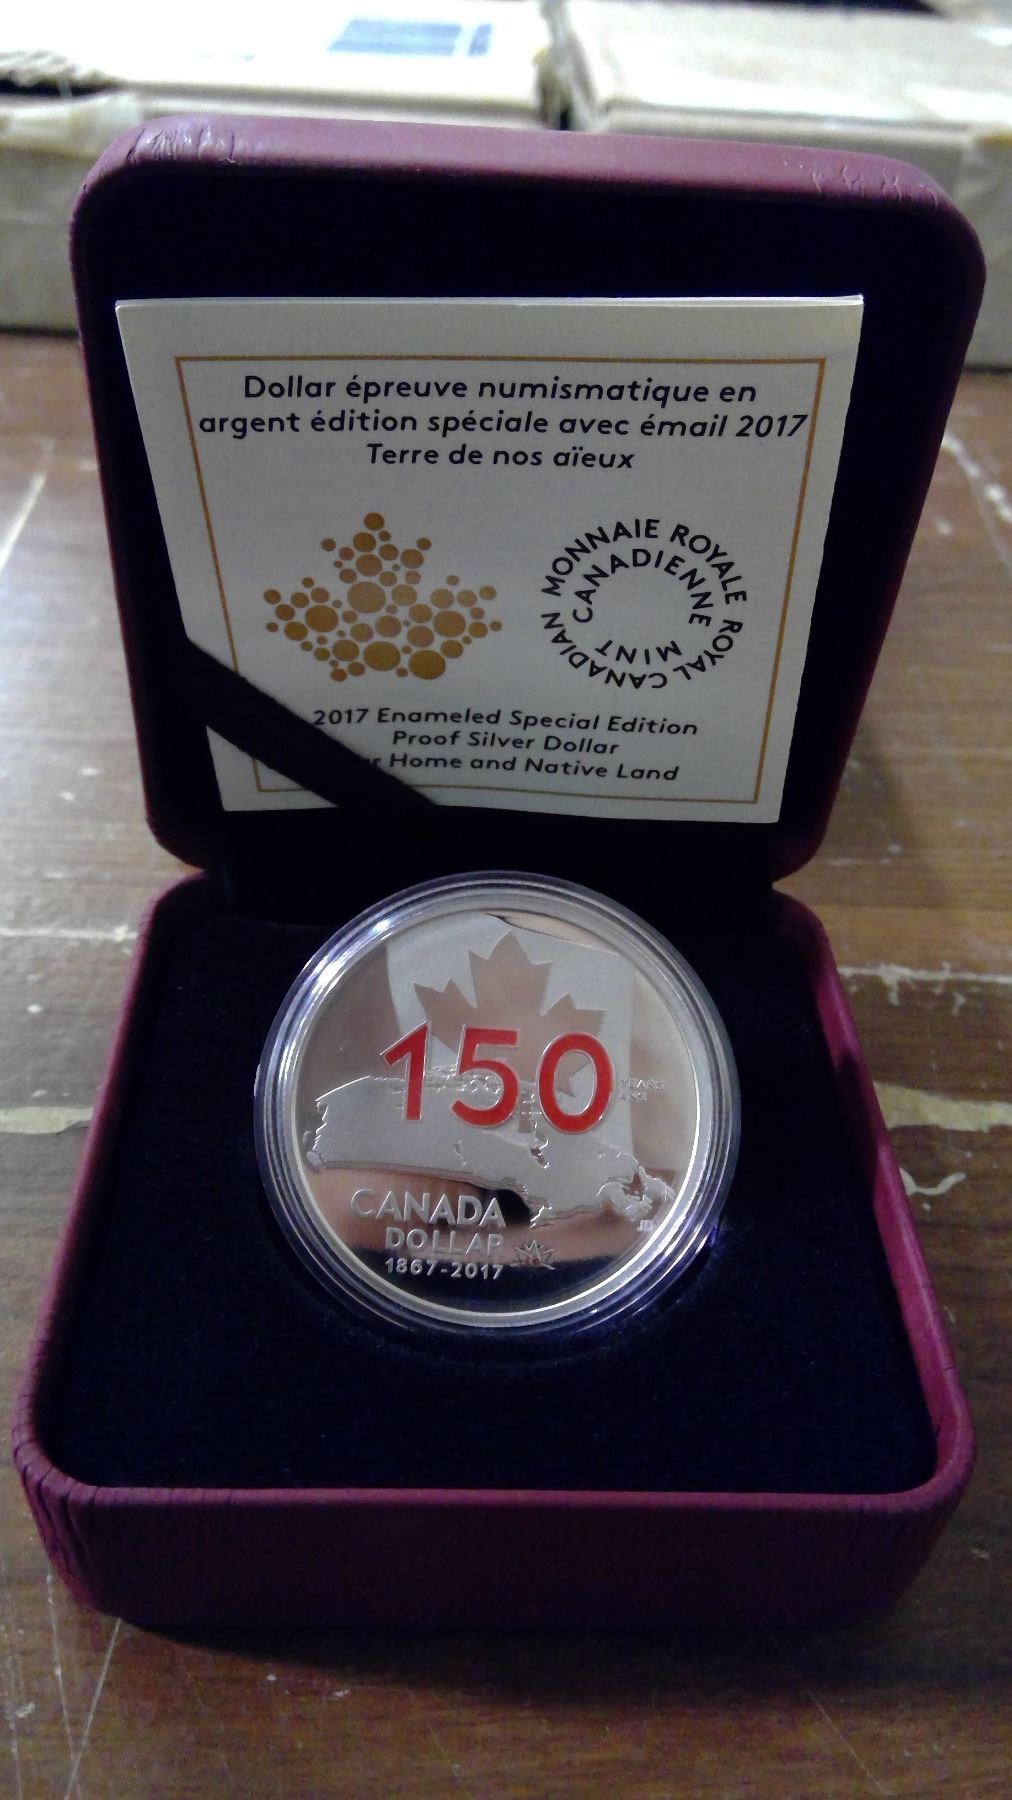 Dollar épreuve numismatique en
argent édition spéciale avec émail 2017
Terre de nos aïeux
MONNAIE ROYALE CANADIENNE
ROYAL CANADIAN MINT
2017 Enameled Special Edition
Proof Silver Dollar
r Home and Native Land
150
YEARS
ANS
CANADA
DOLLAR
1867-2017